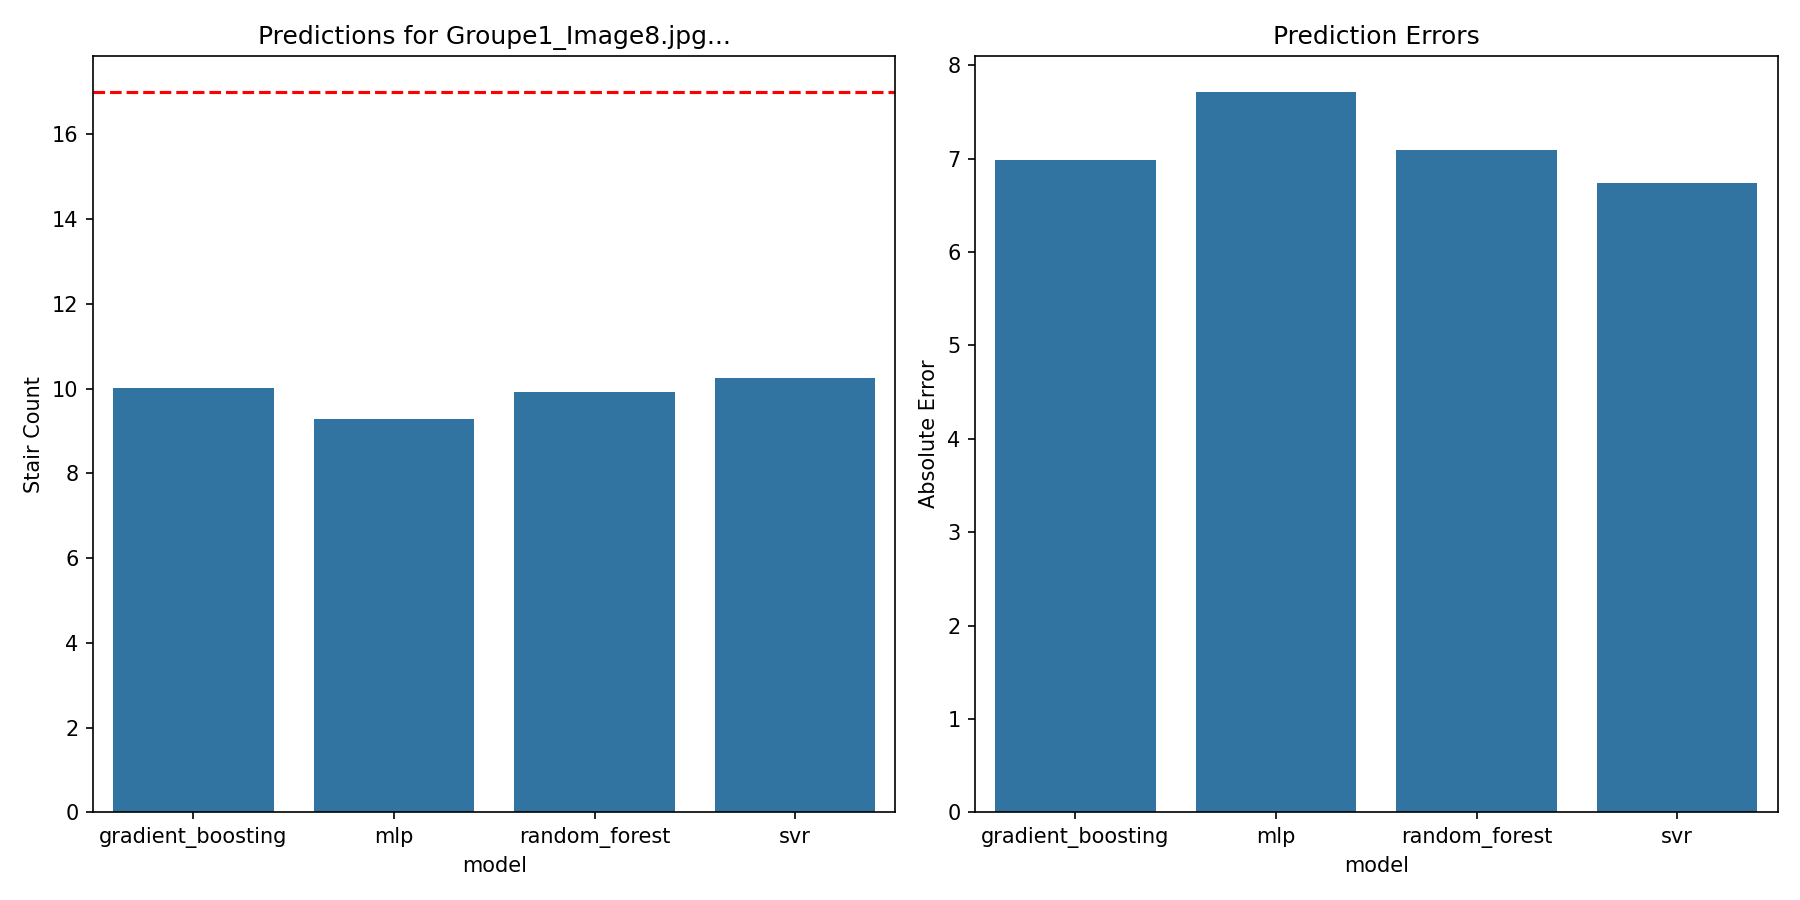 Predictions for Groupe1_Image8.jpg...
Stair Count
16
14
12
10
8
6
4
2
0
gradient_boosting mlp random_forest svr
model
Prediction Errors
Absolute Error
8
7
6
5
4
3
2
1
0
gradient_boosting mlp random_forest svr
model